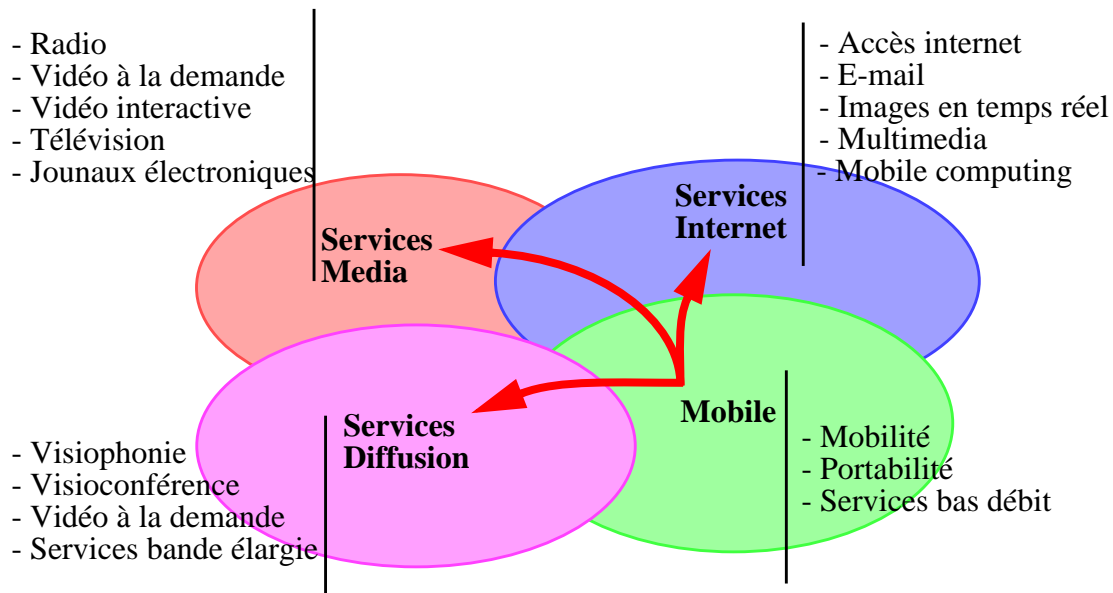 - Radio
- Vidéo à la demande
- Vidéo interactive
- Télévision
- Jounaux électroniques
- Accès internet
- E-mail
- Images en temps réel
- Multimedia
- Mobile computing
Services
Media
Services
Internet
Services
Diffusion
Mobile
- Visiophonie
- Visioconférence
- Vidéo à la demande
- Services bande élargie
- Mobilité
- Portabilité
- Services bas débit